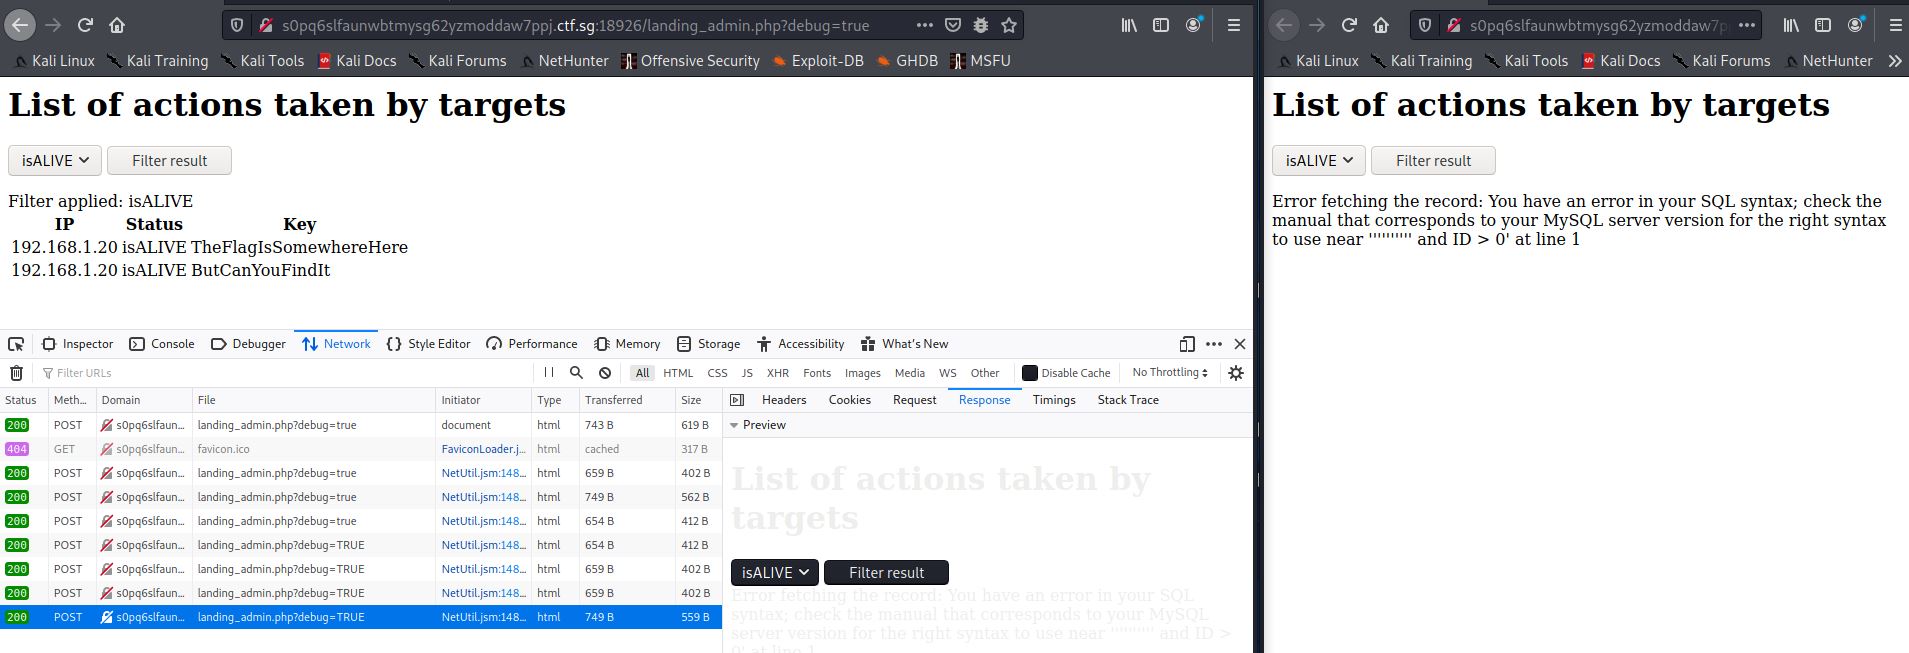 s0pq6slfaunwbtmysg62yzmoddaw7ppj.ctf.sg:18926/landing_admin.php?debug=true
Kali Linux Kali Training Kali Tools Kali Docs Kali Forums NetHunter Offensive Security Exploit-DB GHDB MSFU
List of actions taken by targets
isALIVE Filter result
Filter applied: isALIVE
IP Status Key
192.168.1.20 isALIVE TheFlagIsSomewhereHere
192.168.1.20 isALIVE ButCanYouFindIt
Inspector Console Debugger Network Style Editor Performance Memory Storage Accessibility What's New
Filter URLs All HTML CSS JS XHR Fonts Images Media WS Other Disable Cache No Throttling
Status Meth... Domain File Initiator Type Transferred Size
200 POST s0pq6slfaun... landing_admin.php?debug=true document html 743 B 619 B
404 GET s0pq6slfaun... favicon.ico FaviconLoader.j... html cached 317 B
200 POST s0pq6slfaun... landing_admin.php?debug=true NetUtil.jsm:148... html 659 B 402 B
200 POST s0pq6slfaun... landing_admin.php?debug=true NetUtil.jsm:148... html 749 B 562 B
200 POST s0pq6slfaun... landing_admin.php?debug=true NetUtil.jsm:148... html 654 B 412 B
200 POST s0pq6slfaun... landing_admin.php?debug=TRUE NetUtil.jsm:148... html 654 B 412 B
200 POST s0pq6slfaun... landing_admin.php?debug=TRUE NetUtil.jsm:148... html 659 B 402 B
200 POST s0pq6slfaun... landing_admin.php?debug=TRUE NetUtil.jsm:148... html 659 B 402 B
200 POST s0pq6slfaun... landing_admin.php?debug=TRUE NetUtil.jsm:148... html 749 B 559 B
Headers Cookies Request Response Timings Stack Trace
Preview
List of actions taken by
targets
isALIVE Filter result
Error fetching the record: You have an error in your SQL
syntax; check the manual that corresponds to your MySQL
server version for the right syntax to use near '''''''''' and ID >
0' at line 1
s0pq6slfaunwbtmysg62yzmoddaw7pp
Kali Linux Kali Training Kali Tools Kali Docs Kali Forums NetHunter
List of actions taken by targets
isALIVE Filter result
Error fetching the record: You have an error in your SQL syntax; check the
manual that corresponds to your MySQL server version for the right syntax
to use near '''''''''' and ID > 0' at line 1